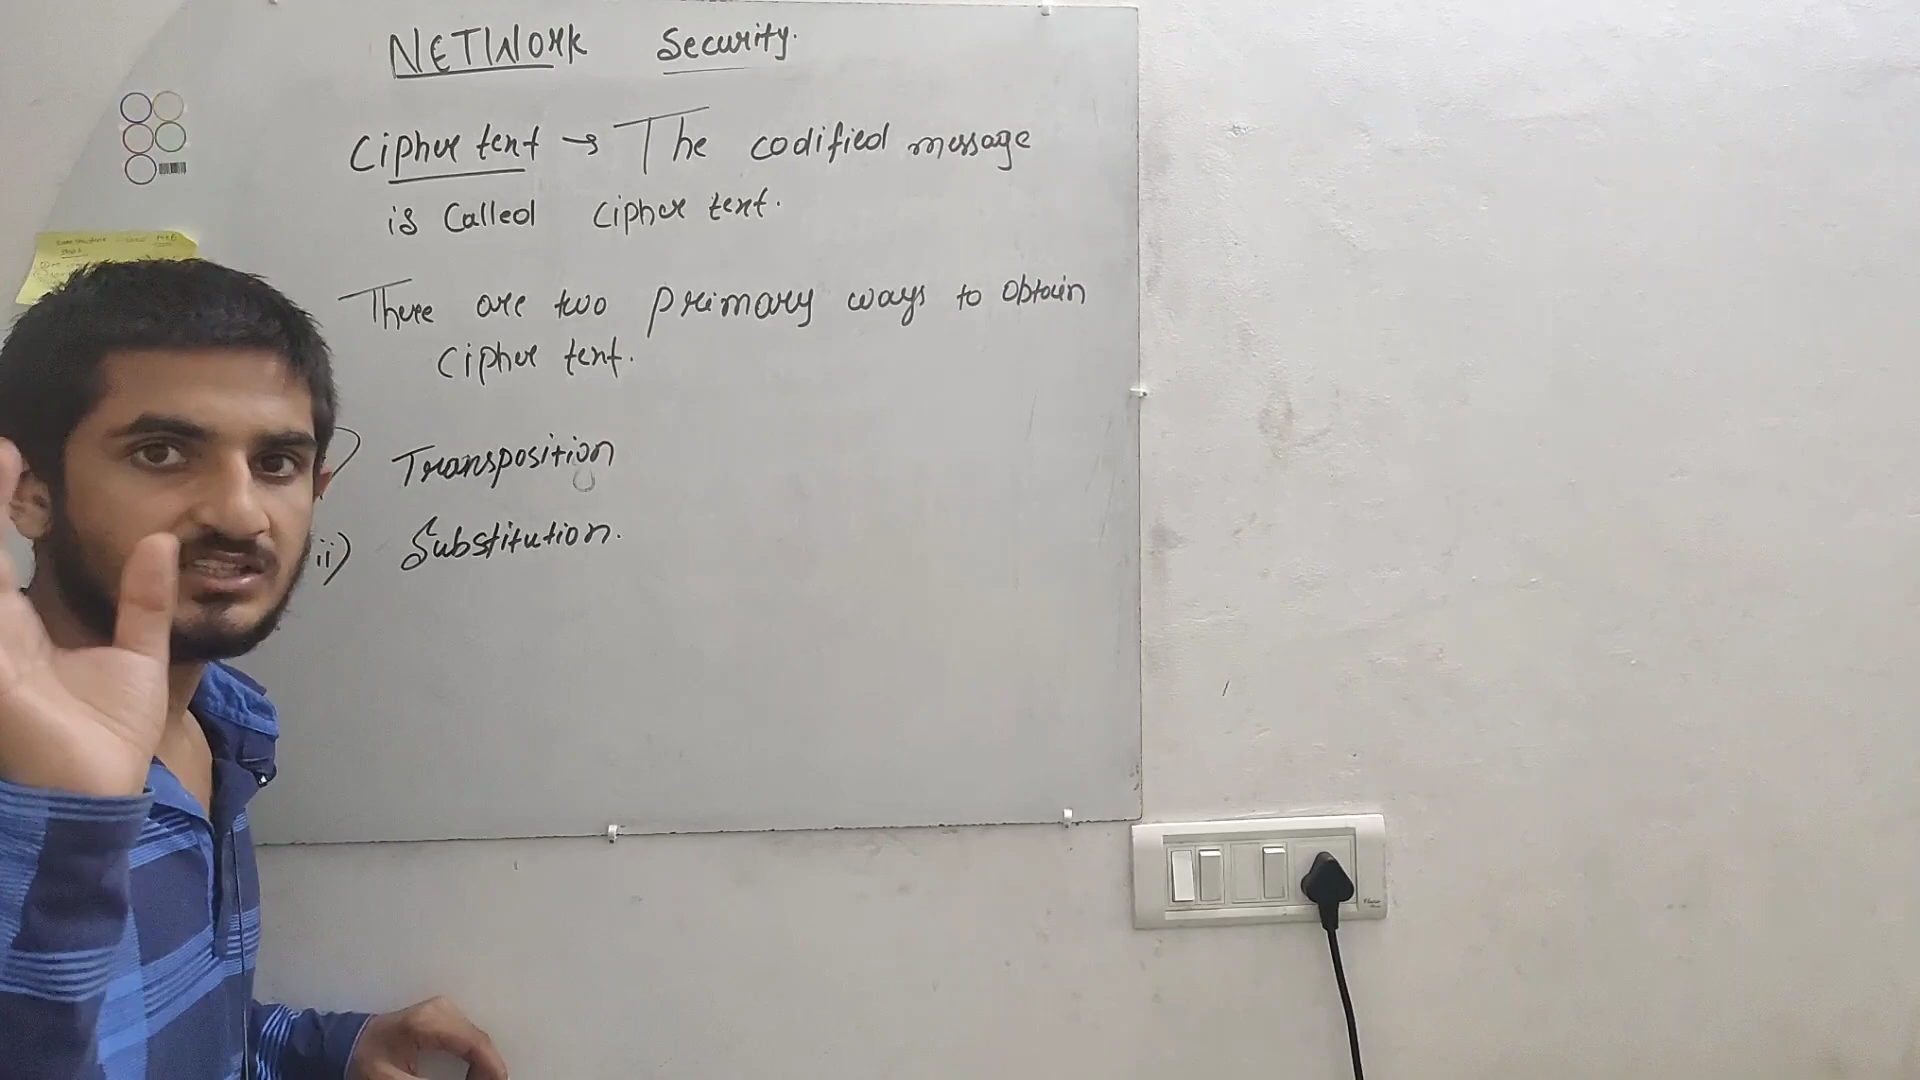 NETWORK Security.
Cipher text → The codified message
is Called Cipher text.
There are two primary ways to obtain
Cipher text.
) Transposition
ii) Substitution.